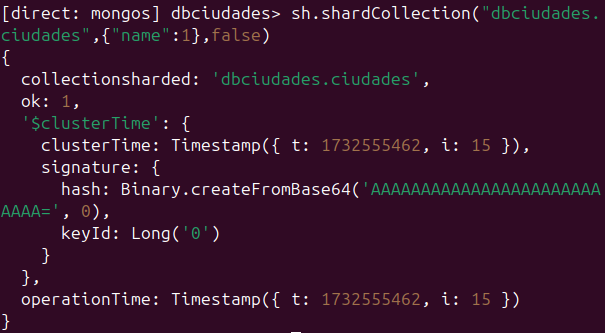 [direct: mongos] dbciudades> sh.shardCollection("dbciudades.
ciudades",{"name":1},false)
{
  collectionsharded: 'dbciudades.ciudades',
  ok: 1,
  '$clusterTime': {
    clusterTime: Timestamp({ t: 1732555462, i: 15 }),
    signature: {
      hash: Binary.createFromBase64('AAAAAAAAAAAAAAAAAAAAAAA
AAAA=', 0),
      keyId: Long('0')
    }
  },
  operationTime: Timestamp({ t: 1732555462, i: 15 })
}